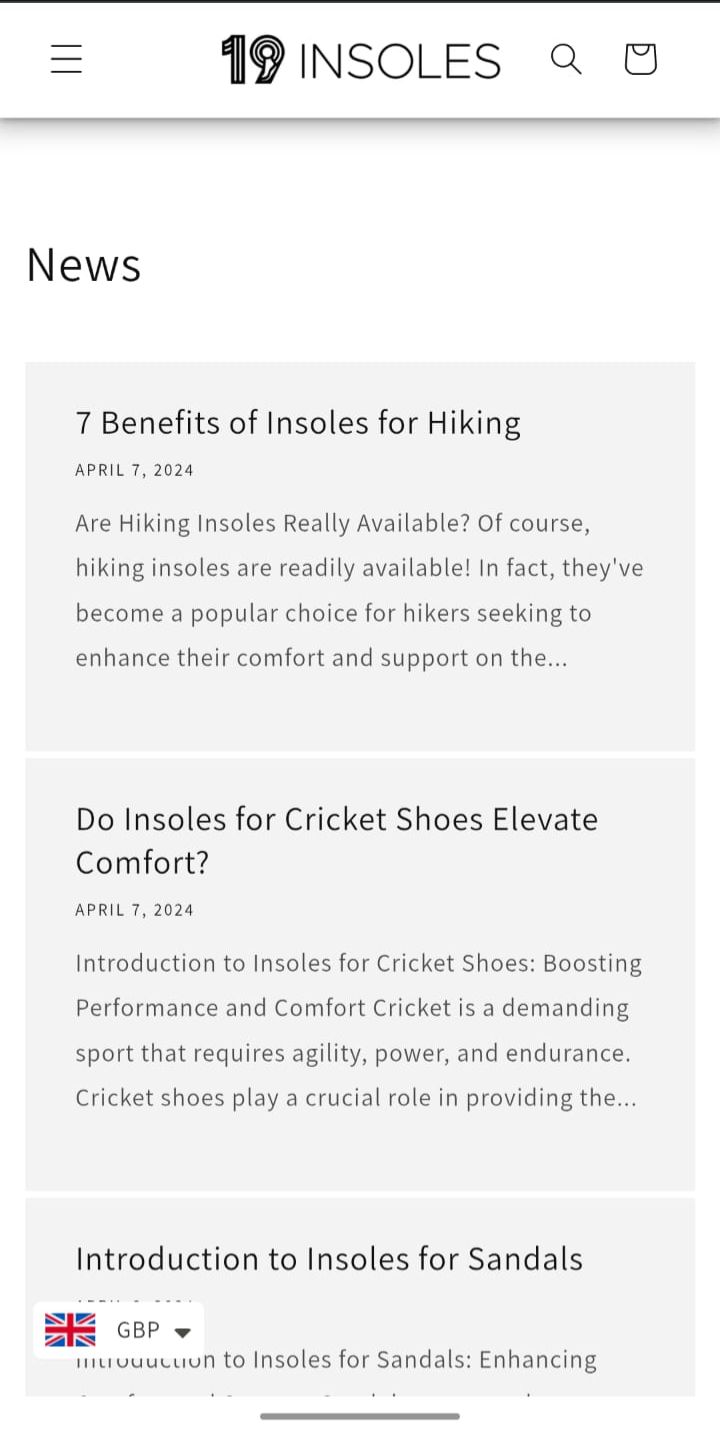 19 INSOLES
News
7 Benefits of Insoles for Hiking
APRIL 7, 2024
Are Hiking Insoles Really Available? Of course,
hiking insoles are readily available! In fact, they've
become a popular choice for hikers seeking to
enhance their comfort and support on the...
Do Insoles for Cricket Shoes Elevate
Comfort?
APRIL 7, 2024
Introduction to Insoles for Cricket Shoes: Boosting
Performance and Comfort Cricket is a demanding
sport that requires agility, power, and endurance.
Cricket shoes play a crucial role in providing the...
Introduction to Insoles for Sandals
GBP
Introduction to Insoles for Sandals: Enhancing